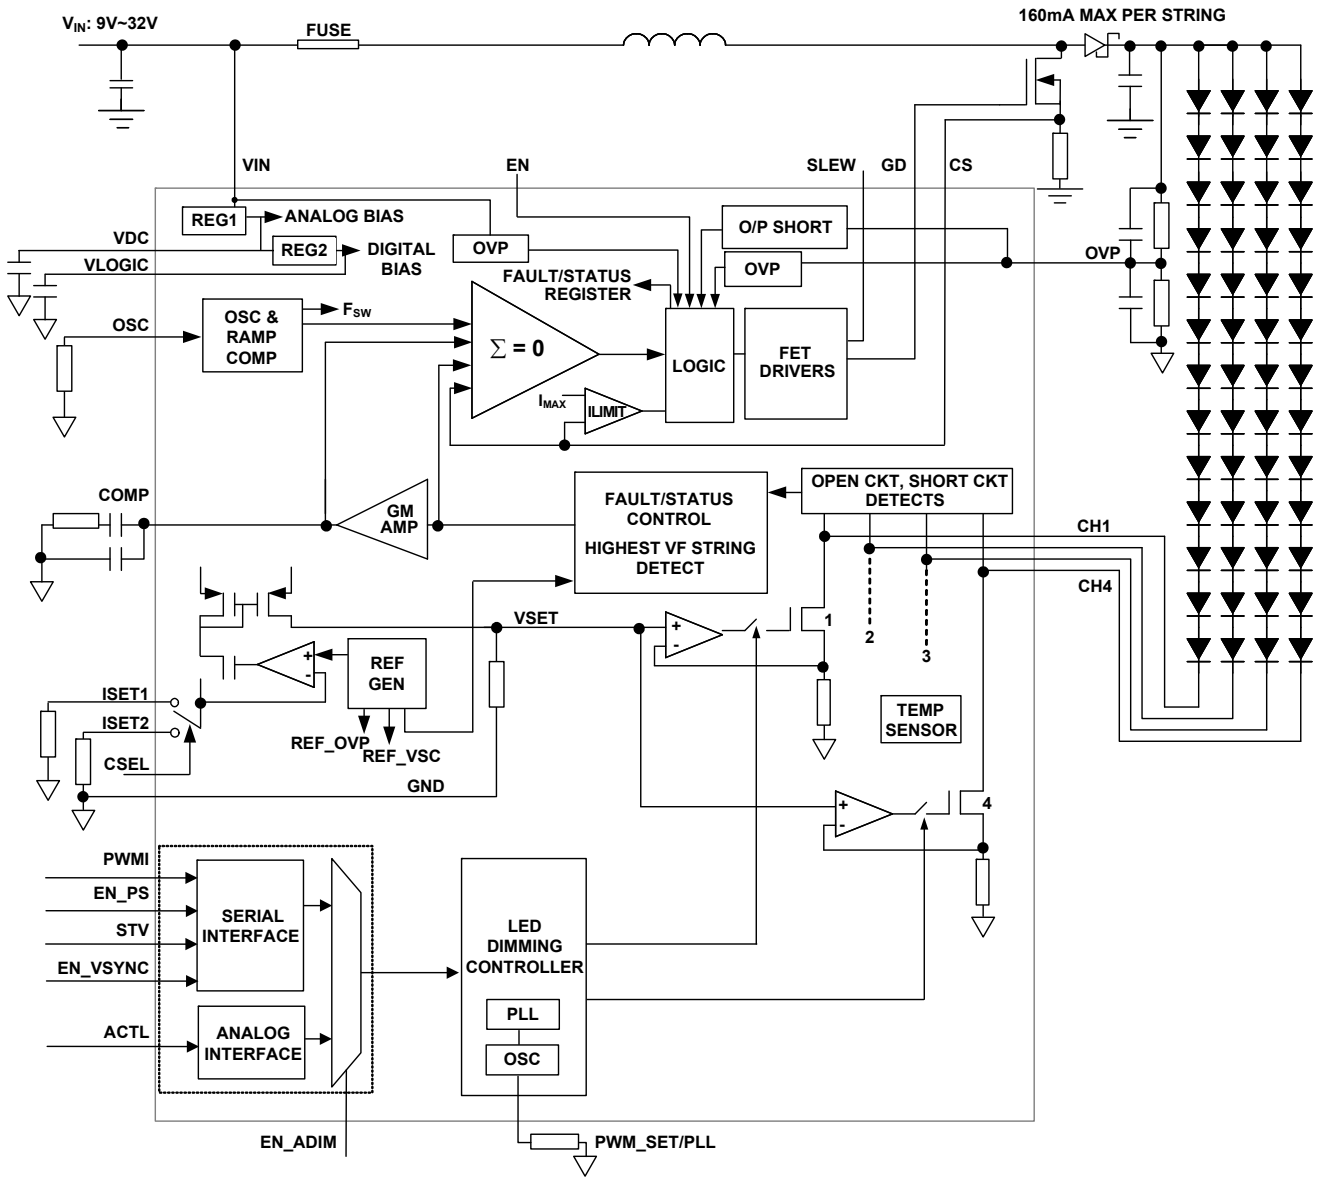 160mA MAX PER STRING
VIN: 9V~32V
FUSE
VIN
EN
SLEW
GD
CS
REG1
ANALOG BIAS
O/P SHORT
VDC
REG2
DIGITAL
BIAS
OVP
OVP
OVP
VLOGIC
FAULT/STATUS
REGISTER
OSC
OSC &
RAMP
COMP
FSW
Σ = 0
LOGIC
FET
DRIVERS
IMAX
ILIMIT
COMP
GM
AMP
FAULT/STATUS
CONTROL
HIGHEST VF STRING
DETECT
OPEN CKT, SHORT CKT
DETECTS
CH1
CH4
VSET
+
-
1
2
3
+
-
REF
GEN
ISET1
ISET2
CSEL
REF_OVP
REF_VSC
TEMP
SENSOR
GND
+
-
4
PWMI
EN_PS
STV
EN_VSYNC
SERIAL
INTERFACE
LED
DIMMING
CONTROLLER
ACTL
ANALOG
INTERFACE
PLL
OSC
EN_ADIM
PWM_SET/PLL